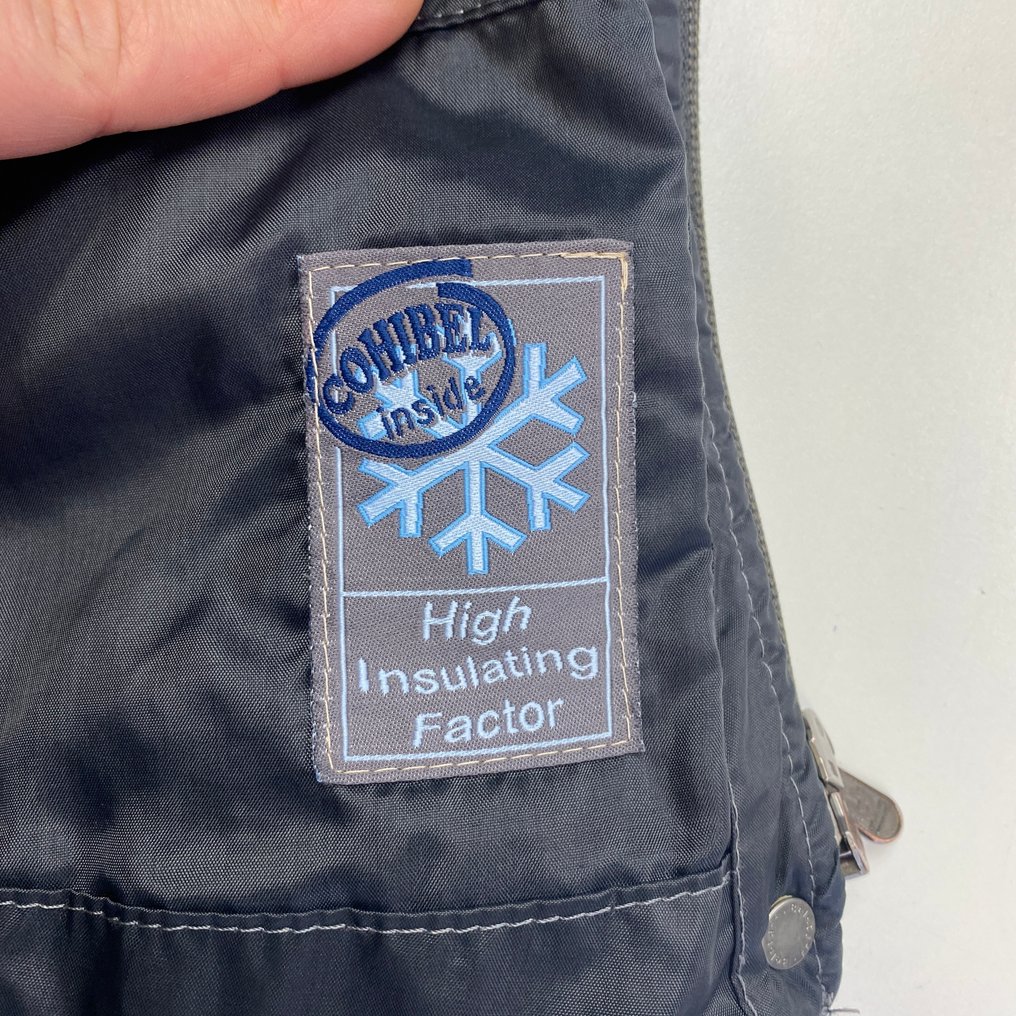 COHIBEL
inside
High
Insulating
Factor